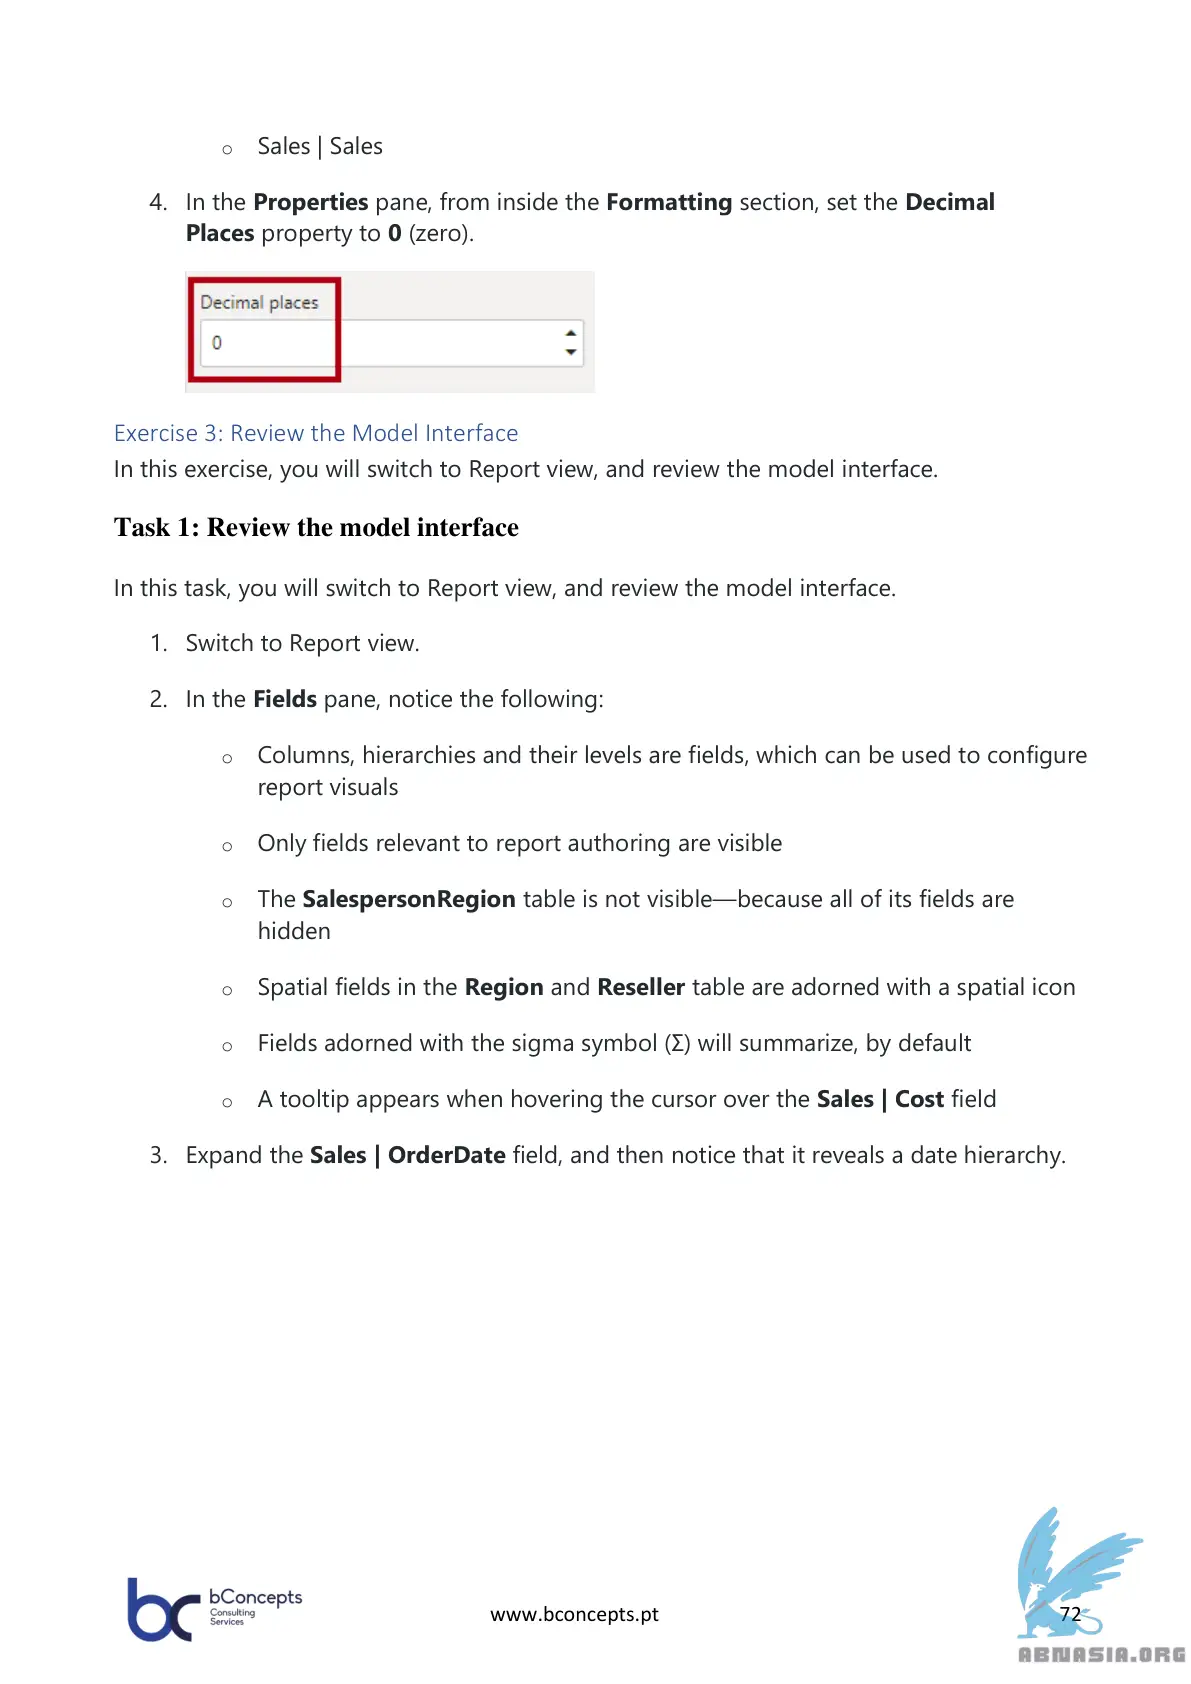 o Sales | Sales
4. In the Properties pane, from inside the Formatting section, set the Decimal
Places property to 0 (zero).
Decimal places
0
Exercise 3: Review the Model Interface
In this exercise, you will switch to Report view, and review the model interface.
Task 1: Review the model interface
In this task, you will switch to Report view, and review the model interface.
1. Switch to Report view.
2. In the Fields pane, notice the following:
o Columns, hierarchies and their levels are fields, which can be used to configure
report visuals
o Only fields relevant to report authoring are visible
o The SalespersonRegion table is not visible—because all of its fields are
hidden
o Spatial fields in the Region and Reseller table are adorned with a spatial icon
o Fields adorned with the sigma symbol (Σ) will summarize, by default
o A tooltip appears when hovering the cursor over the Sales | Cost field
3. Expand the Sales | OrderDate field, and then notice that it reveals a date hierarchy.
bc bConcepts
Consulting
Services
www.bconcepts.pt
72
ABNASIA.ORG